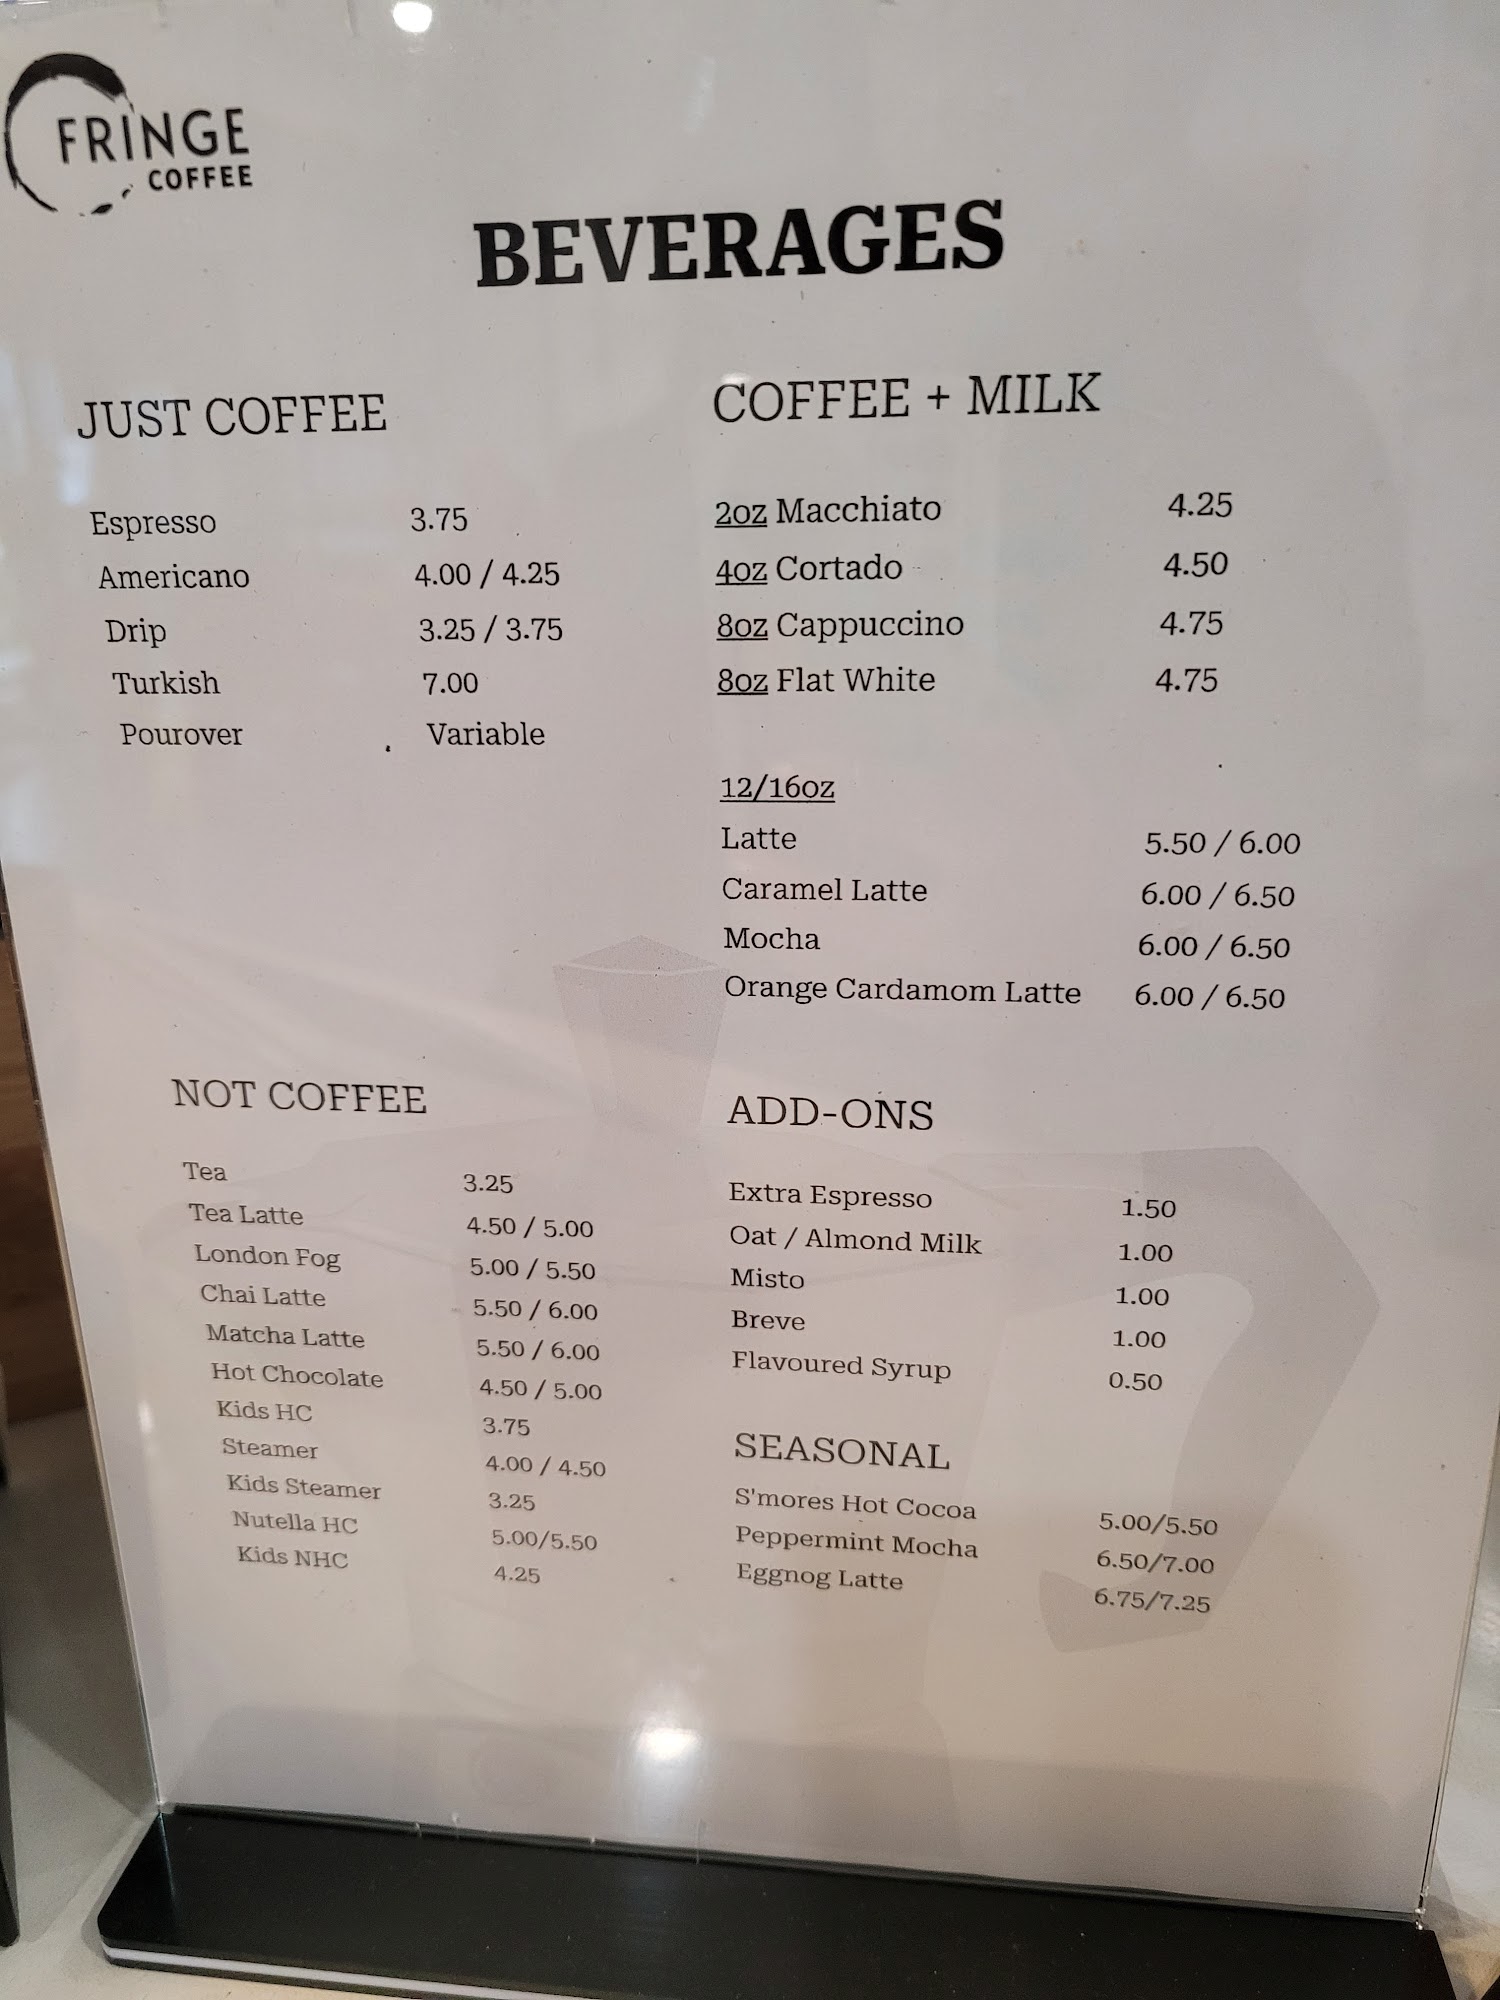 FRINGE
COFFEE
BEVERAGES
JUST COFFEE
Espresso 3.75
Americano 4.00 / 4.25
Drip 3.25 / 3.75
Turkish 7.00
Pourover Variable
COFFEE + MILK
2oz Macchiato 4.25
4oz Cortado 4.50
8oz Cappuccino 4.75
8oz Flat White 4.75
12/16oz
Latte 5.50 / 6.00
Caramel Latte 6.00 / 6.50
Mocha 6.00 / 6.50
Orange Cardamom Latte 6.00 / 6.50
NOT COFFEE
Tea 3.25
Tea Latte 4.50 / 5.00
London Fog 5.00 / 5.50
Chai Latte 5.50 / 6.00
Matcha Latte 5.50 / 6.00
Hot Chocolate 4.50 / 5.00
Kids HC 3.75
Steamer 4.00 / 4.50
Kids Steamer 3.25
Nutella HC 5.00/5.50
Kids NHC 4.25
ADD-ONS
Extra Espresso 1.50
Oat / Almond Milk 1.00
Misto 1.00
Breve 1.00
Flavoured Syrup 0.50
SEASONAL
S'mores Hot Cocoa 5.00/5.50
Peppermint Mocha 6.50/7.00
Eggnog Latte 6.75/7.25